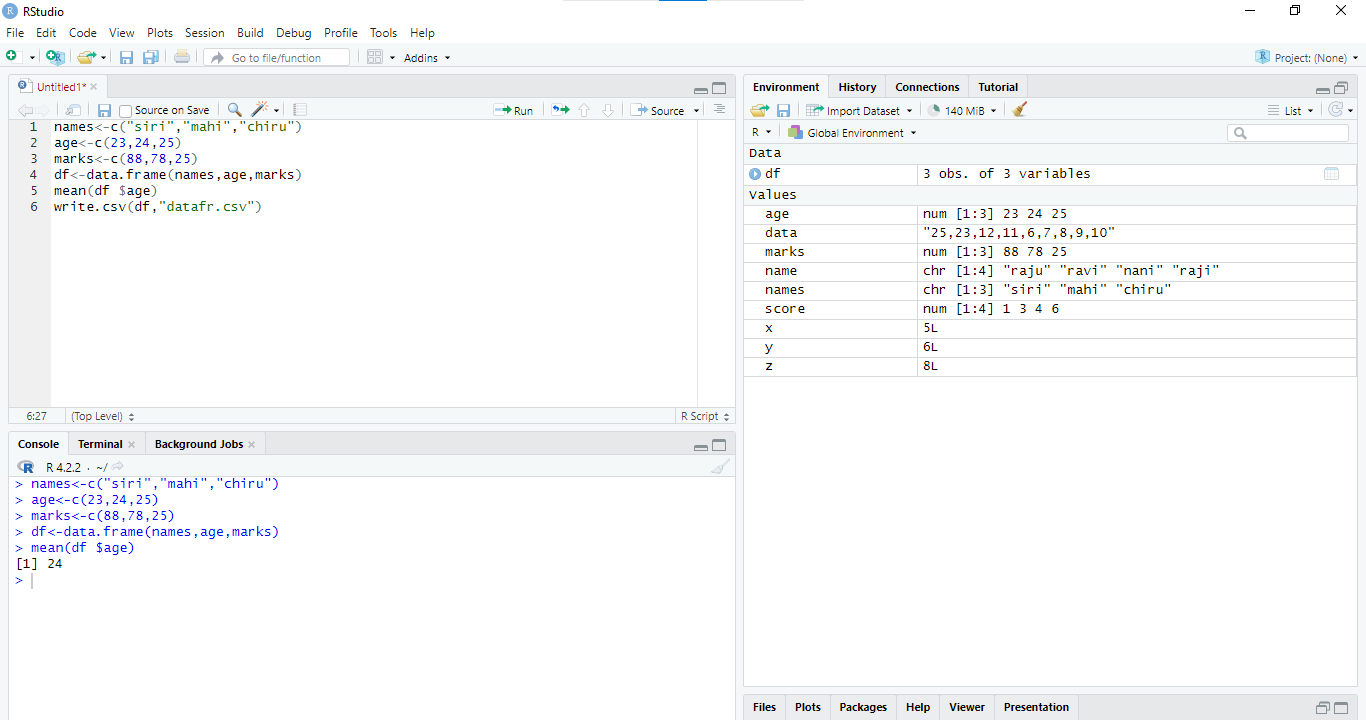 RStudio
File Edit Code View Plots Session Build Debug Profile Tools Help
Go to file/function Addins Project: (None)
Untitled1*
Source on Save Run Source
1 names<-c("siri","mahi","chiru")
2 age<-c(23,24,25)
3 marks<-c(88,78,25)
4 df<-data.frame(names,age,marks)
5 mean(df $age)
6 write.csv(df,"datafr.csv")
6:27 (Top Level) R Script
Console Terminal Background Jobs
R 4.2.2 · ~/
> names<-c("siri","mahi","chiru")
> age<-c(23,24,25)
> marks<-c(88,78,25)
> df<-data.frame(names,age,marks)
> mean(df $age)
[1] 24
>
Environment History Connections Tutorial
Import Dataset 140 MiB List
R Global Environment
Data
df 3 obs. of 3 variables
Values
age num [1:3] 23 24 25
data "25,23,12,11,6,7,8,9,10"
marks num [1:3] 88 78 25
name chr [1:4] "raju" "ravi" "nani" "raji"
names chr [1:3] "siri" "mahi" "chiru"
score num [1:4] 1 3 4 6
x 5L
y 6L
z 8L
Files Plots Packages Help Viewer Presentation